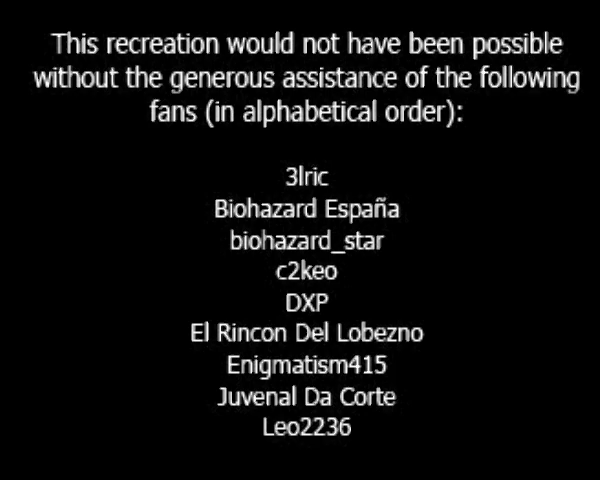 This recreation would not have been possible
without the generous assistance of the following
fans (in alphabetical order):
3lric
Biohazard España
biohazard_star
c2keo
DXP
El Rincon Del Lobezno
Enigmatism415
Juvenal Da Corte
Leo2236